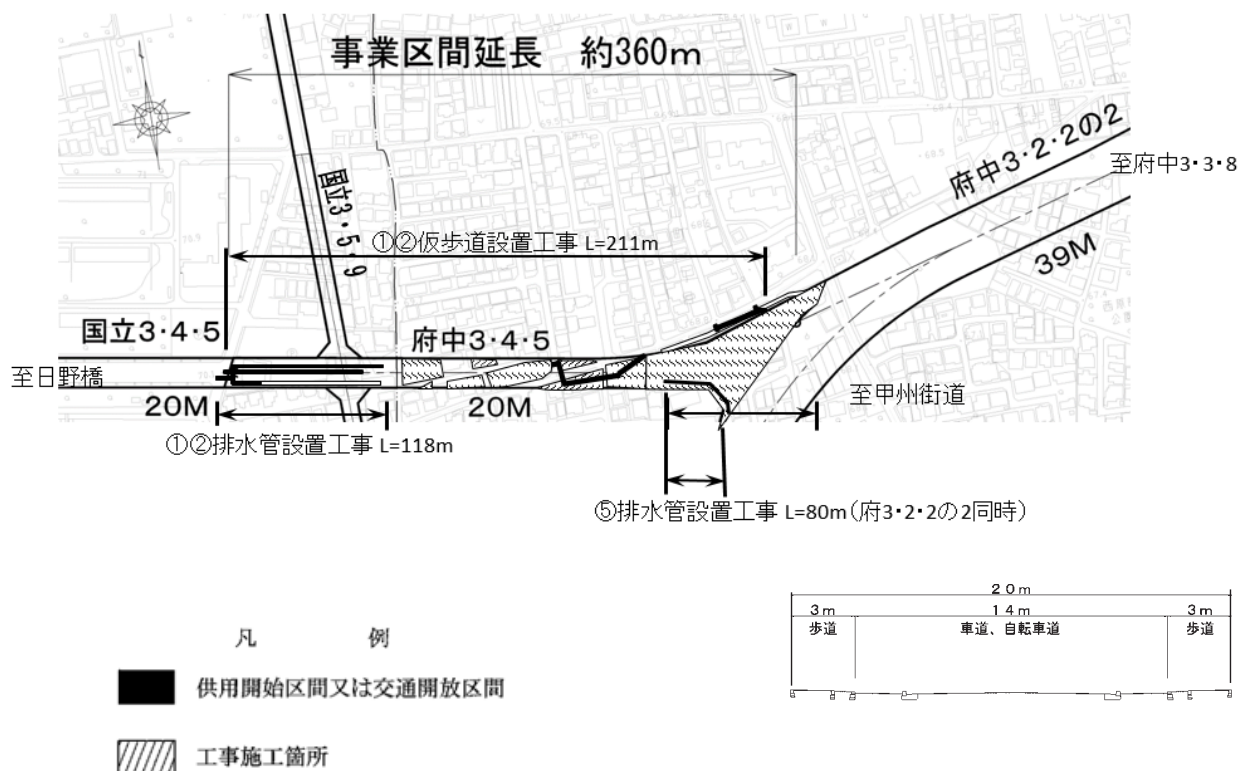 事業区間延長 約360m
府中3・2・2の2
至府中3・3・8
国立3・5・9
①②仮歩道設置工事 L=211m
39M
国立3・4・5
府中3・4・5
至日野橋
至甲州街道
20M
20M
①②排水管設置工事 L=118m
⑤排水管設置工事 L=80m(府3・2・2の2同時)
20m
3m
14m
3m
歩道
車道、自転車道
歩道
凡 例
供用開始区間又は交通開放区間
工事施工箇所